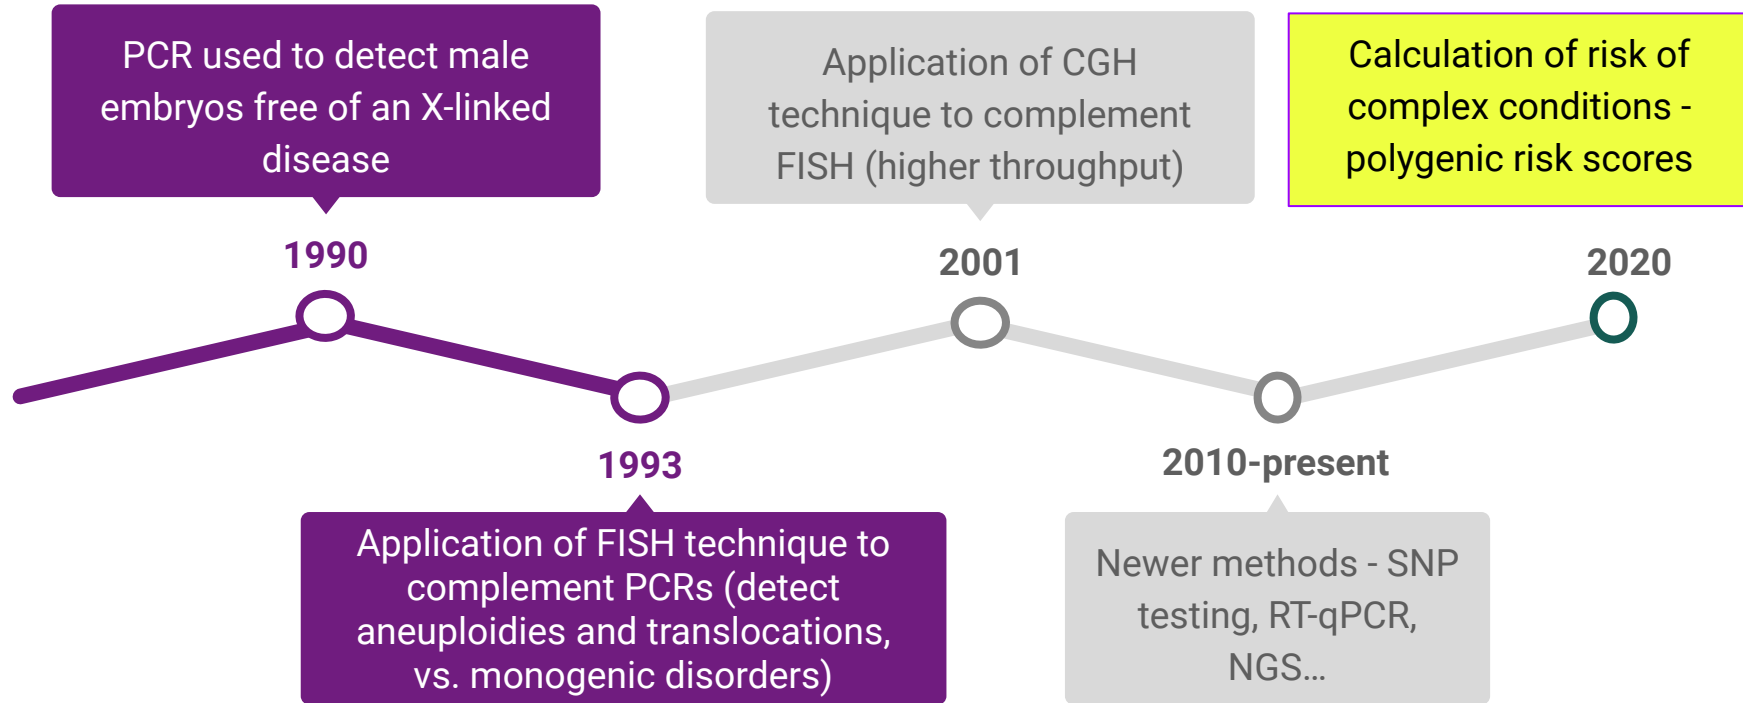 PCR used to detect male
embryos free of an X-linked
disease
1990
Application of FISH technique to
complement PCRs (detect
aneuploidies and translocations,
vs. monogenic disorders)
1993
Application of CGH
technique to complement
FISH (higher throughput)
2001
Newer methods - SNP
testing, RT-qPCR,
NGS...
2010-present
Calculation of risk of
complex conditions -
polygenic risk scores
2020